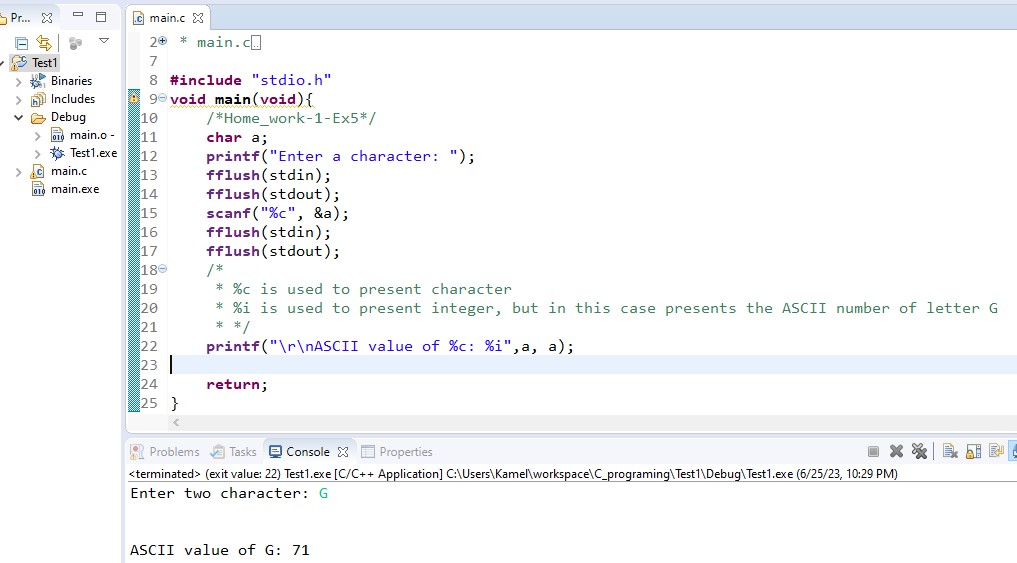 Pr...
main.c
Test1
Binaries
Includes
Debug
main.o -
Test1.exe
main.c
main.exe
2 * main.c
7
8 #include "stdio.h"
9 void main(void){
10 /*Home_work-1-Ex5*/
11 char a;
12 printf("Enter a character: ");
13 fflush(stdin);
14 fflush(stdout);
15 scanf("%c", &a);
16 fflush(stdin);
17 fflush(stdout);
18 /*
19 * %c is used to present character
20 * %i is used to present integer, but in this case presents the ASCII number of letter G
21 * */
22 printf("\r\nASCII value of %c: %i",a, a);
23
24 return;
25 }
Problems Tasks Console Properties
<terminated> (exit value: 22) Test1.exe [C/C++ Application] C:\Users\Kamel\workspace\C_programing\Test1\Debug\Test1.exe (6/25/23, 10:29 PM)
Enter two character: G
ASCII value of G: 71